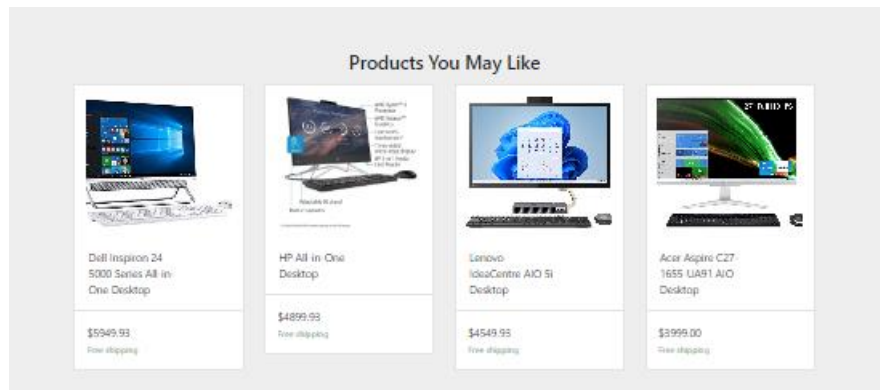 Products You May Like
Dell Inspiron 24
5000 Series All-in-
One Desktop
$5949.93
Free shipping
HP All-in-One
Desktop
$4899.93
Free shipping
Lenovo
IdeaCentre AIO 5i
Desktop
$4549.93
Free shipping
Acer Aspire C27-
1655-UA91 AIO
Desktop
$3999.00
Free shipping